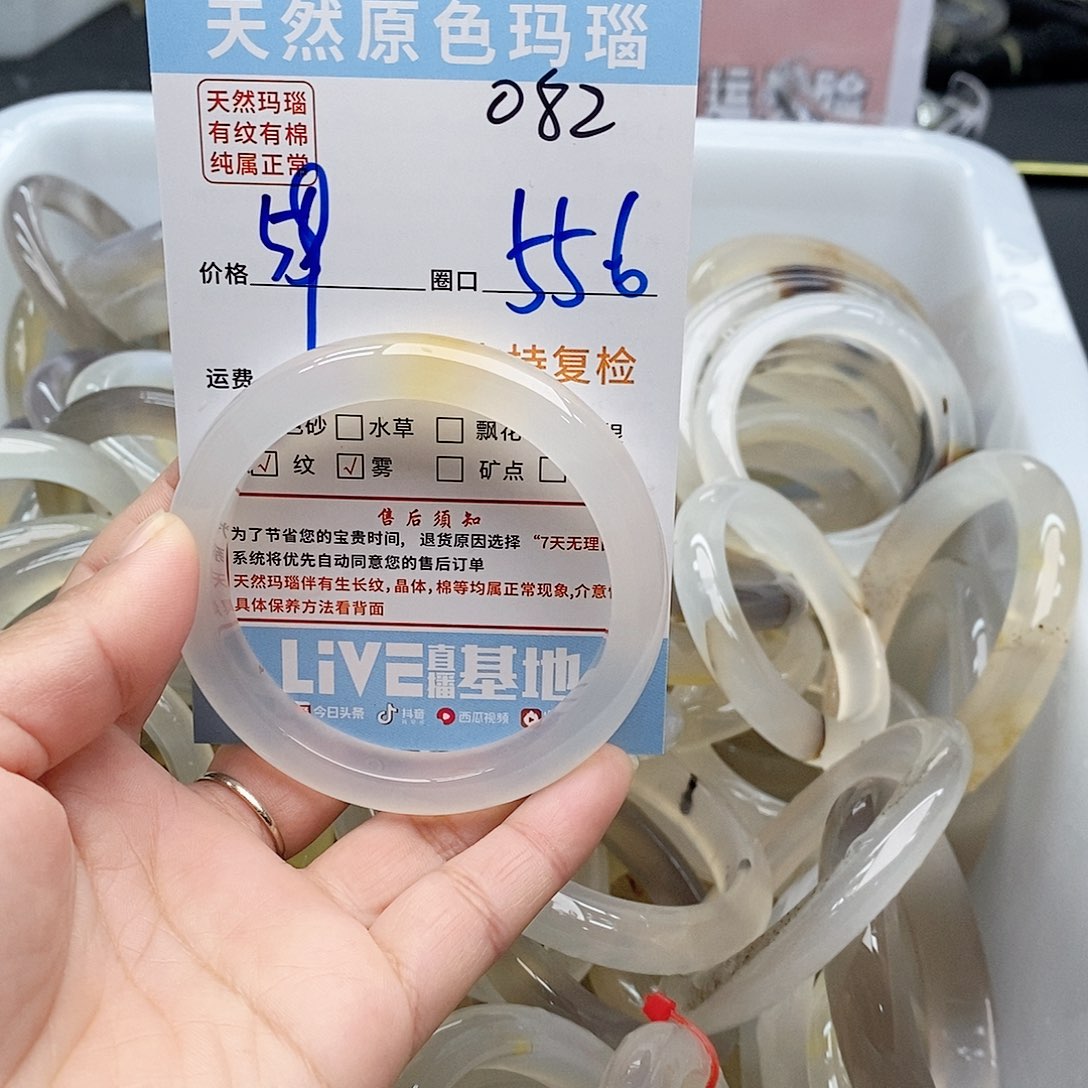 天然原色玛瑙
082
天然玛瑙
有纹有棉
纯属正常
价格
圈口 556
运费
持复检
砂 □水草 □ 飘花
☑ 纹 ☑雾 □ 矿点 □
售后须知
为了节省您的宝贵时间, 退货原因选择 “7天无理
系统将优先自动同意您的售后订单
天然玛瑙伴有生长纹,晶体,棉等均属正常现象,介意
具体保养方法看背面
LiVE直播基地
今日头条 抖音 西瓜视频